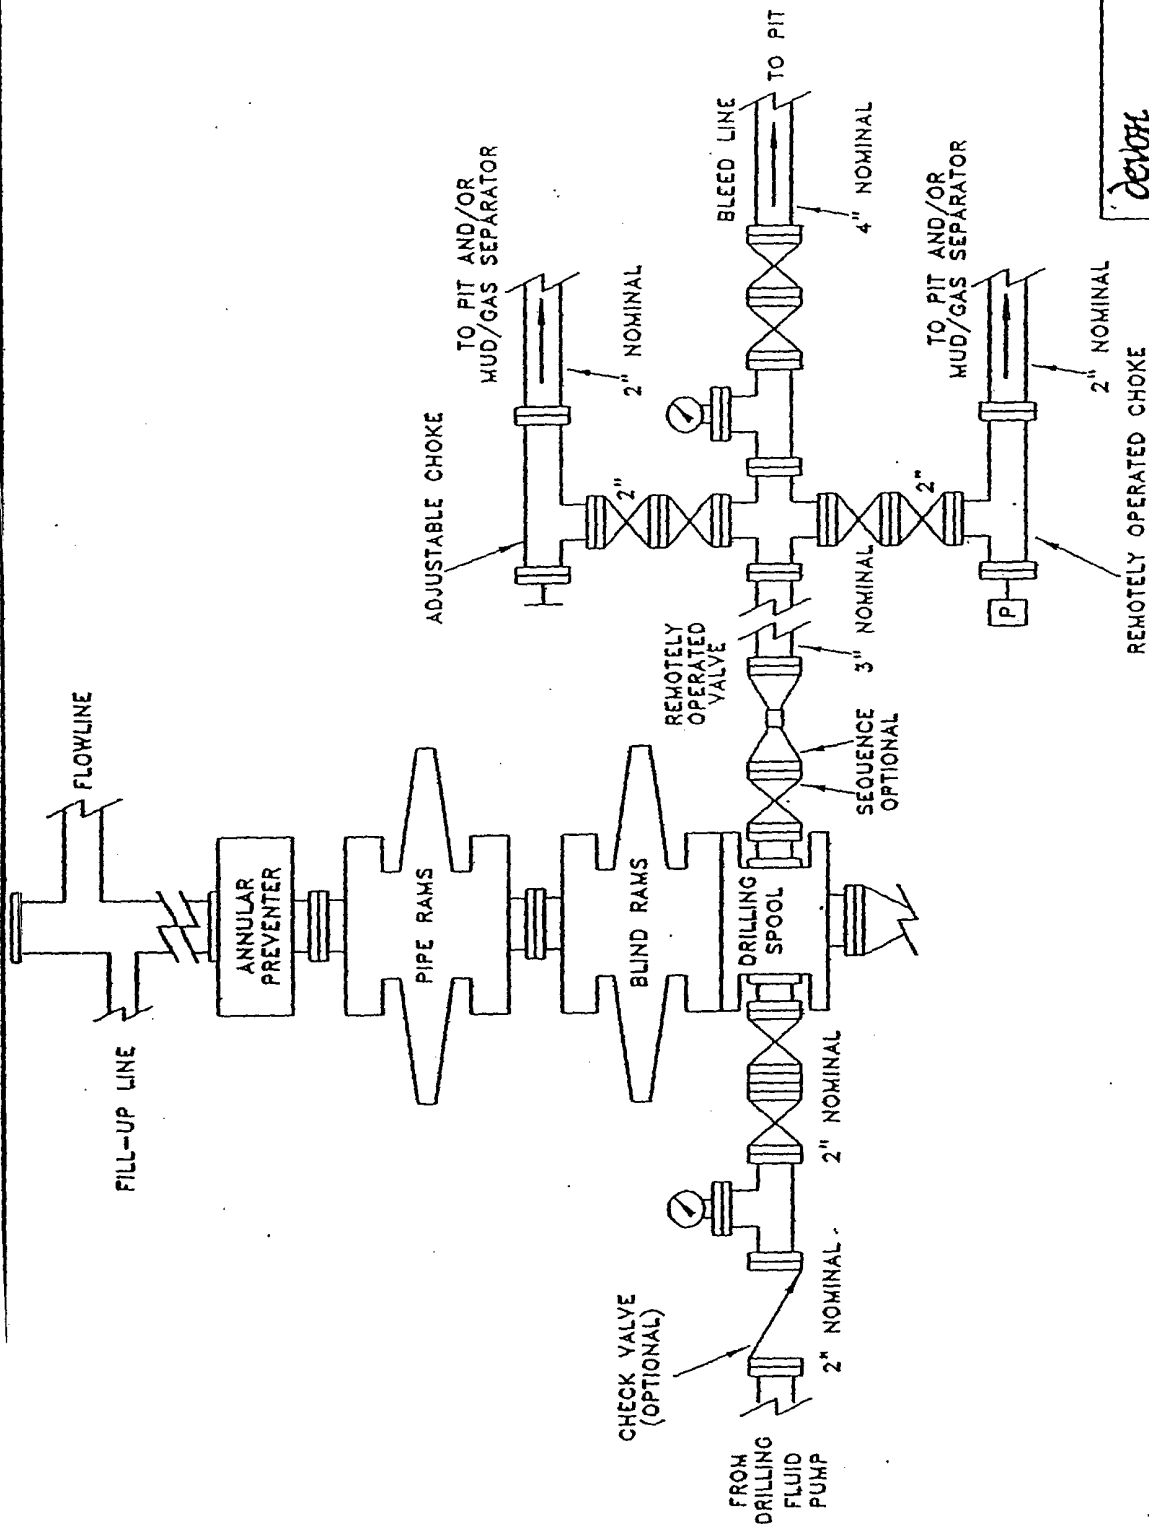 FLOWLINE
FILL-UP LINE
ANNULAR
PREVENTER
PIPE RAMS
BLIND RAMS
DRILLING
SPOOL
ADJUSTABLE CHOKE
TO PIT AND/OR
MUD/GAS SEPARATOR
2" NOMINAL
2"
BLEED LINE
TO PIT
4" NOMINAL
REMOTELY
OPERATED
VALVE
3" NOMINAL
SEQUENCE
OPTIONAL
2"
TO PIT AND/OR
MUD/GAS SEPARATOR
2" NOMINAL
P
REMOTELY OPERATED CHOKE
CHECK VALVE
(OPTIONAL)
2" NOMINAL
2" NOMINAL
FROM
DRILLING
FLUID
PUMP
devon